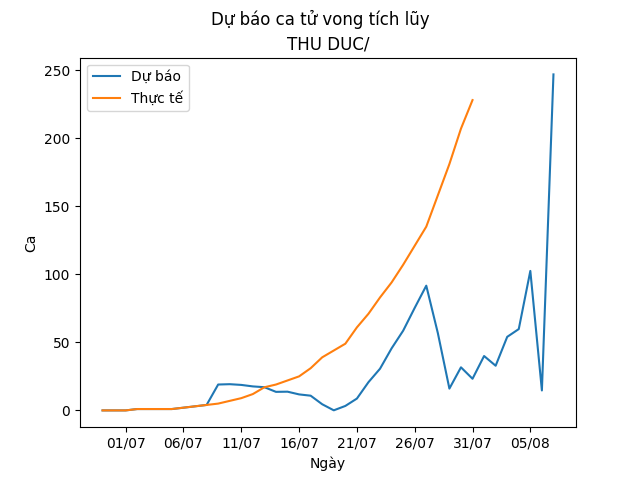 Dự báo ca tử vong tích lũy
THU DUC/
Dự báo
Thực tế
250
200
150
100
50
0
Ca
01/07 06/07 11/07 16/07 21/07 26/07 31/07 05/08
Ngày